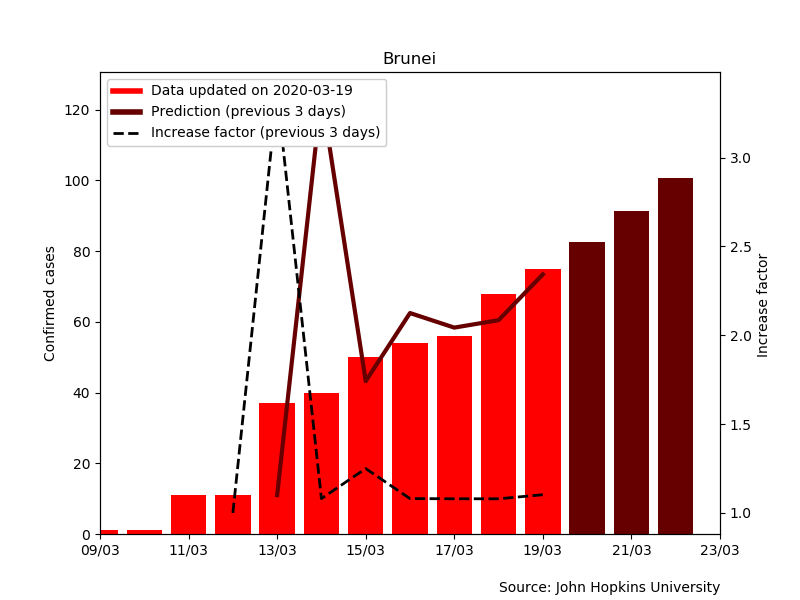 Brunei
Data updated on 2020-03-19
Prediction (previous 3 days)
Increase factor (previous 3 days)
Confirmed cases
120
100
80
60
40
20
0
3.0
2.5
2.0
1.5
1.0
Increase factor
09/03 11/03 13/03 15/03 17/03 19/03 21/03 23/03
Source: John Hopkins University